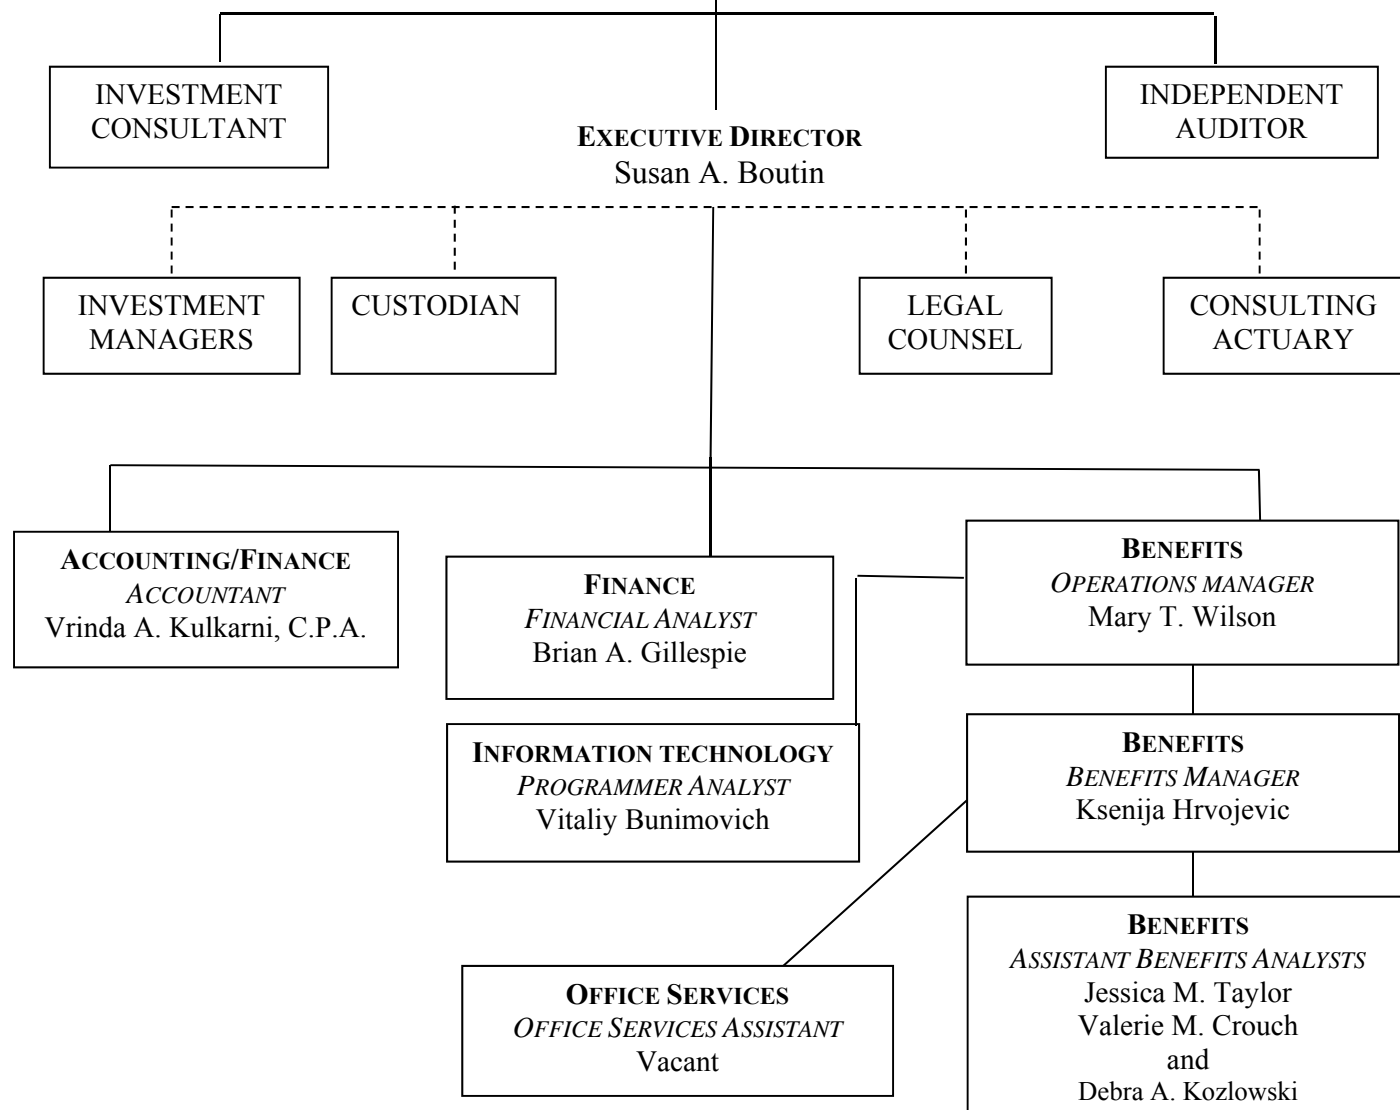 INVESTMENT
CONSULTANT
INDEPENDENT
AUDITOR
EXECUTIVE DIRECTOR
Susan A. Boutin
INVESTMENT
MANAGERS
CUSTODIAN
LEGAL
COUNSEL
CONSULTING
ACTUARY
ACCOUNTING/FINANCE
ACCOUNTANT
Vrinda A. Kulkarni, C.P.A.
FINANCE
FINANCIAL ANALYST
Brian A. Gillespie
BENEFITS
OPERATIONS MANAGER
Mary T. Wilson
INFORMATION TECHNOLOGY
PROGRAMMER ANALYST
Vitaliy Bunimovich
BENEFITS
BENEFITS MANAGER
Ksenija Hrvojevic
OFFICE SERVICES
OFFICE SERVICES ASSISTANT
Vacant
BENEFITS
ASSISTANT BENEFITS ANALYSTS
Jessica M. Taylor
Valerie M. Crouch
and
Debra A. Kozlowski